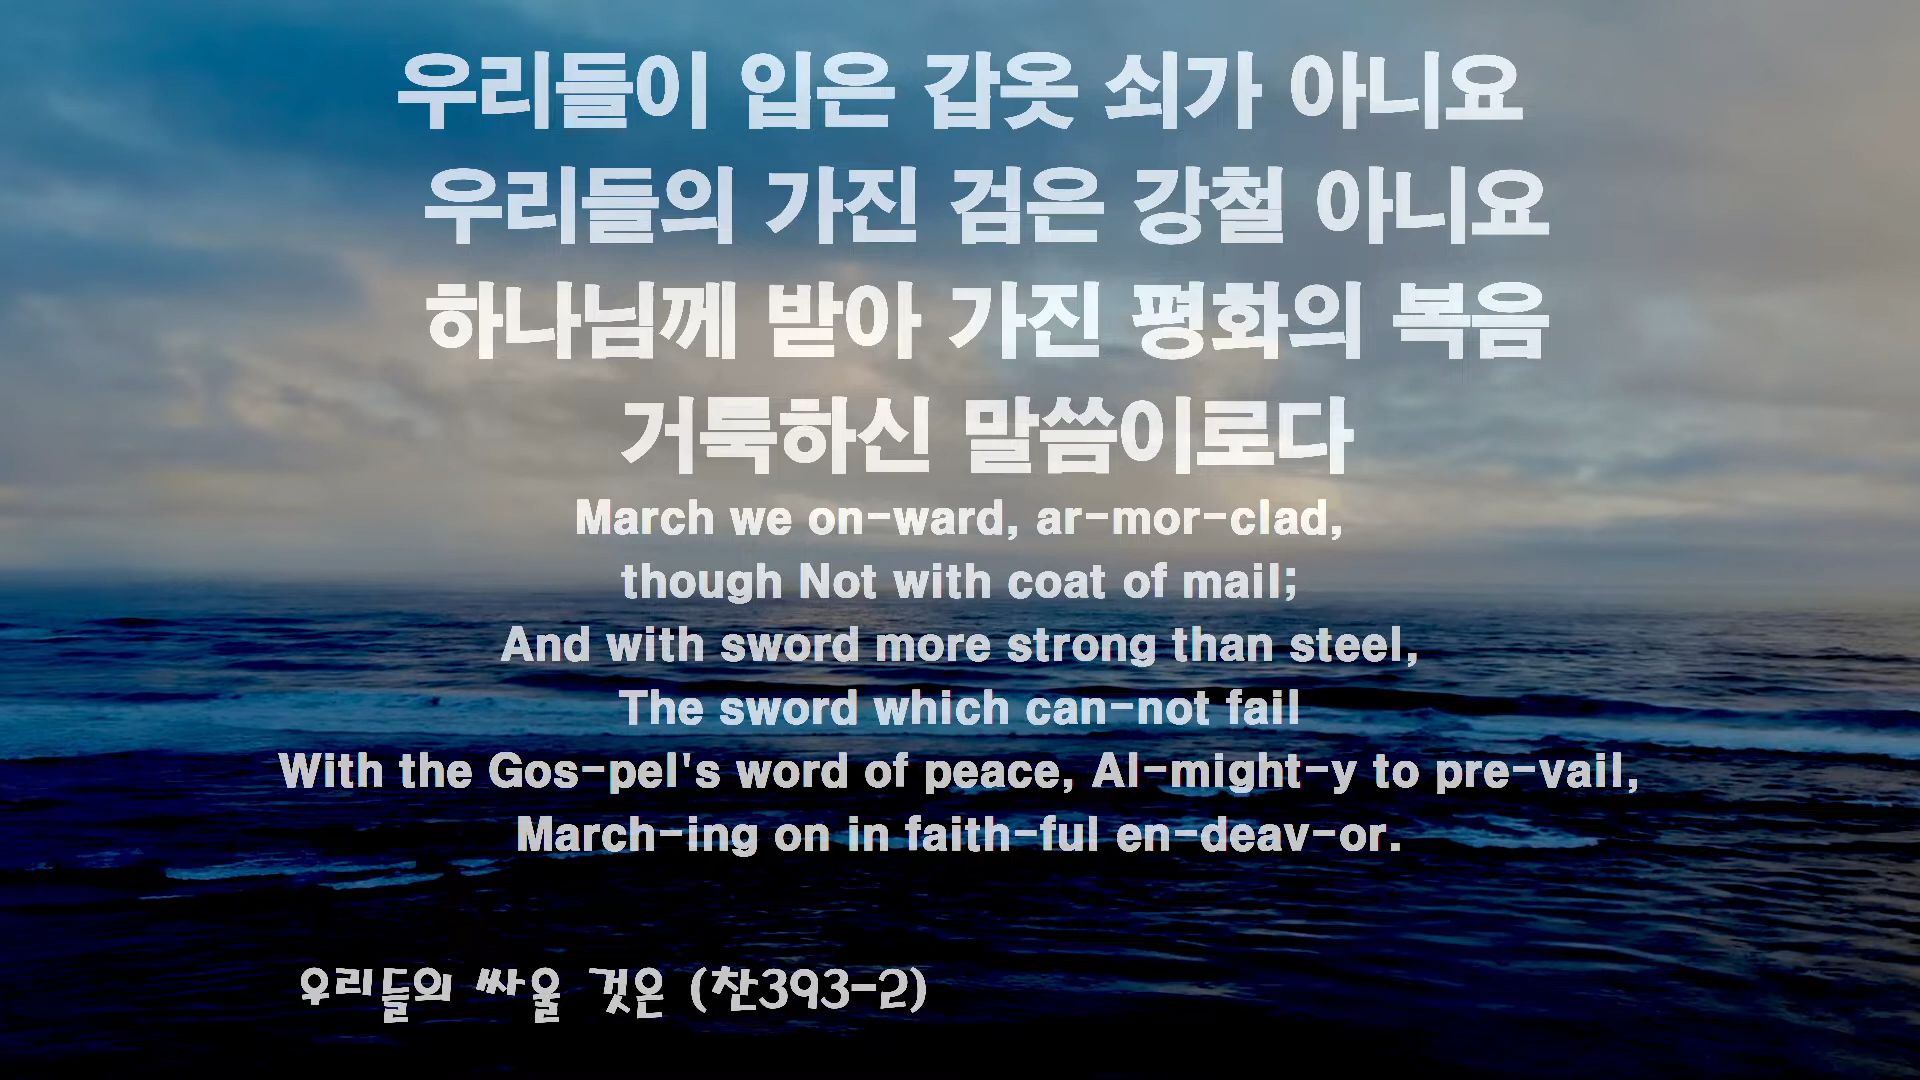 우리들이 입은 갑옷 쇠가 아니요
우리들의 가진 검은 강철 아니요
하나님께 받아 가진 평화의 복음
거룩하신 말씀이로다
March we on-ward, ar-mor-clad,
though Not with coat of mail;
And with sword more strong than steel,
The sword which can-not fail
With the Gos-pel's word of peace, Al-might-y to pre-vail,
March-ing on in faith-ful en-deav-or.
우리들의 싸울 것은 (찬393-2)